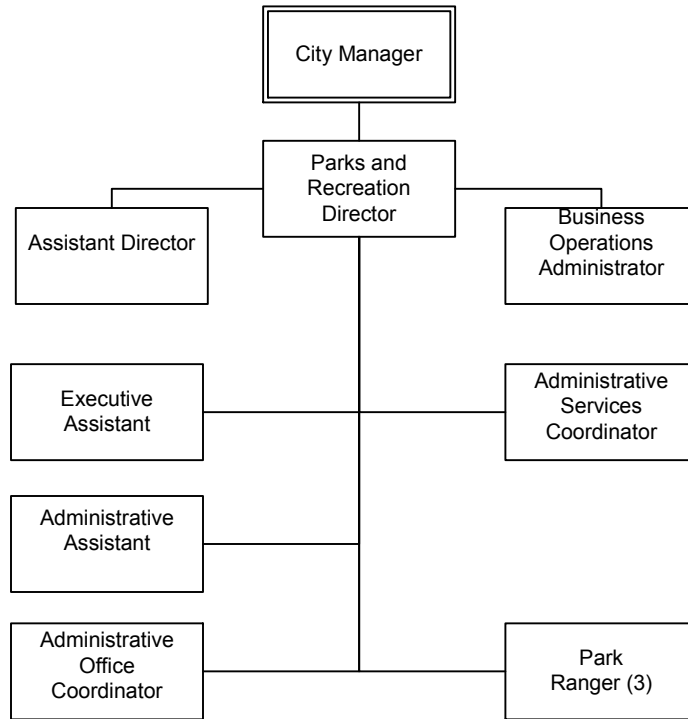 City Manager
Parks and
Recreation
Director
Assistant Director
Business
Operations
Administrator
Executive
Assistant
Administrative
Services
Coordinator
Administrative
Assistant
Administrative
Office
Coordinator
Park
Ranger (3)